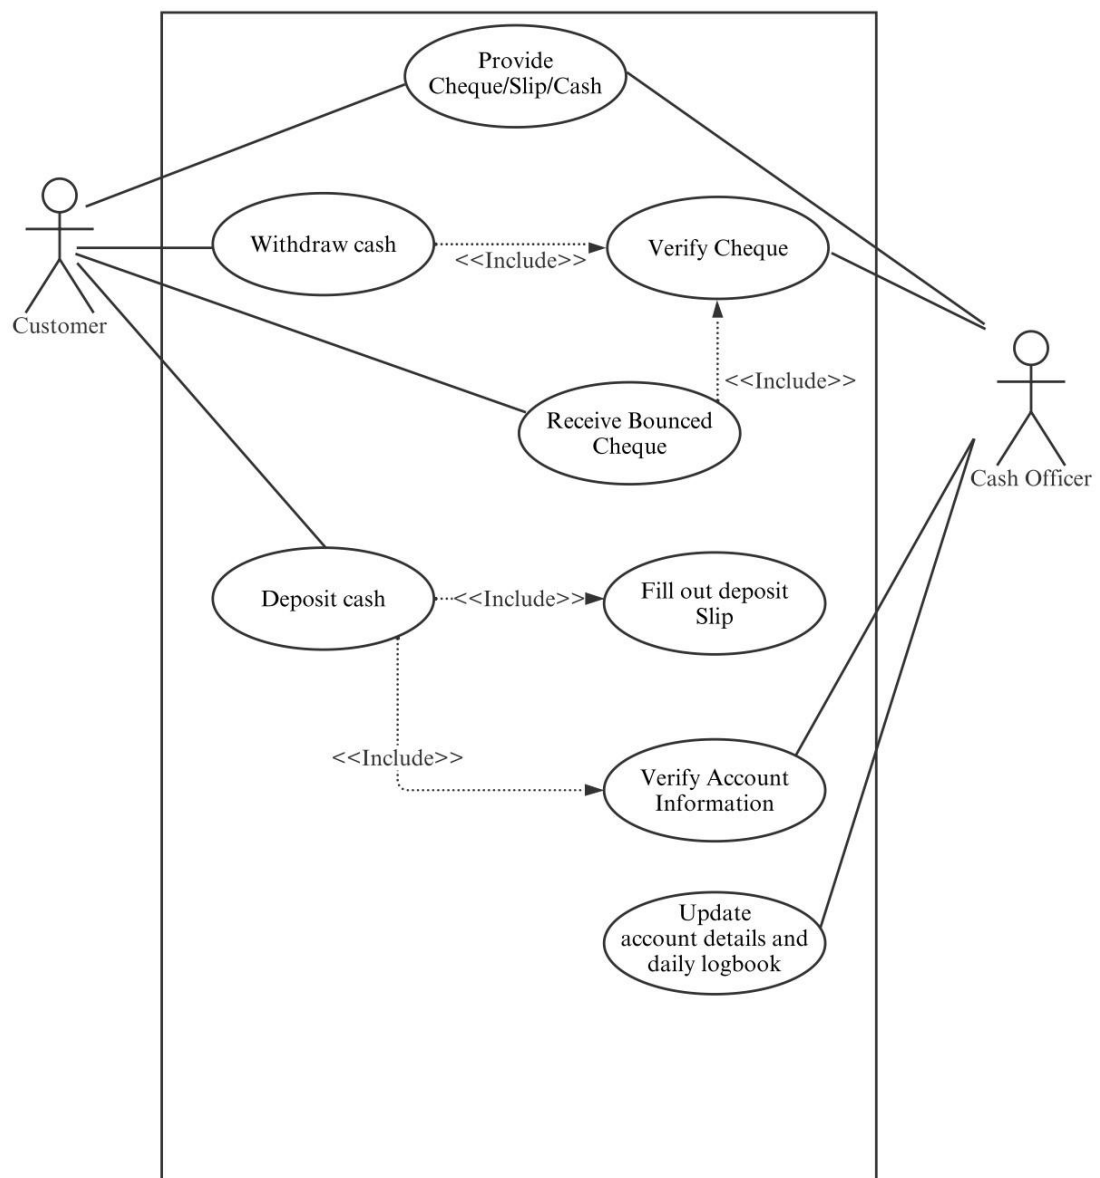 Provide
Cheque/Slip/Cash
Withdraw cash
<<Include>>
Verify Cheque
Customer
<<Include>>
Receive Bounced
Cheque
Cash Officer
Deposit cash
<<Include>>
Fill out deposit
Slip
<<Include>>
Verify Account
Information
Update
account details and
daily logbook